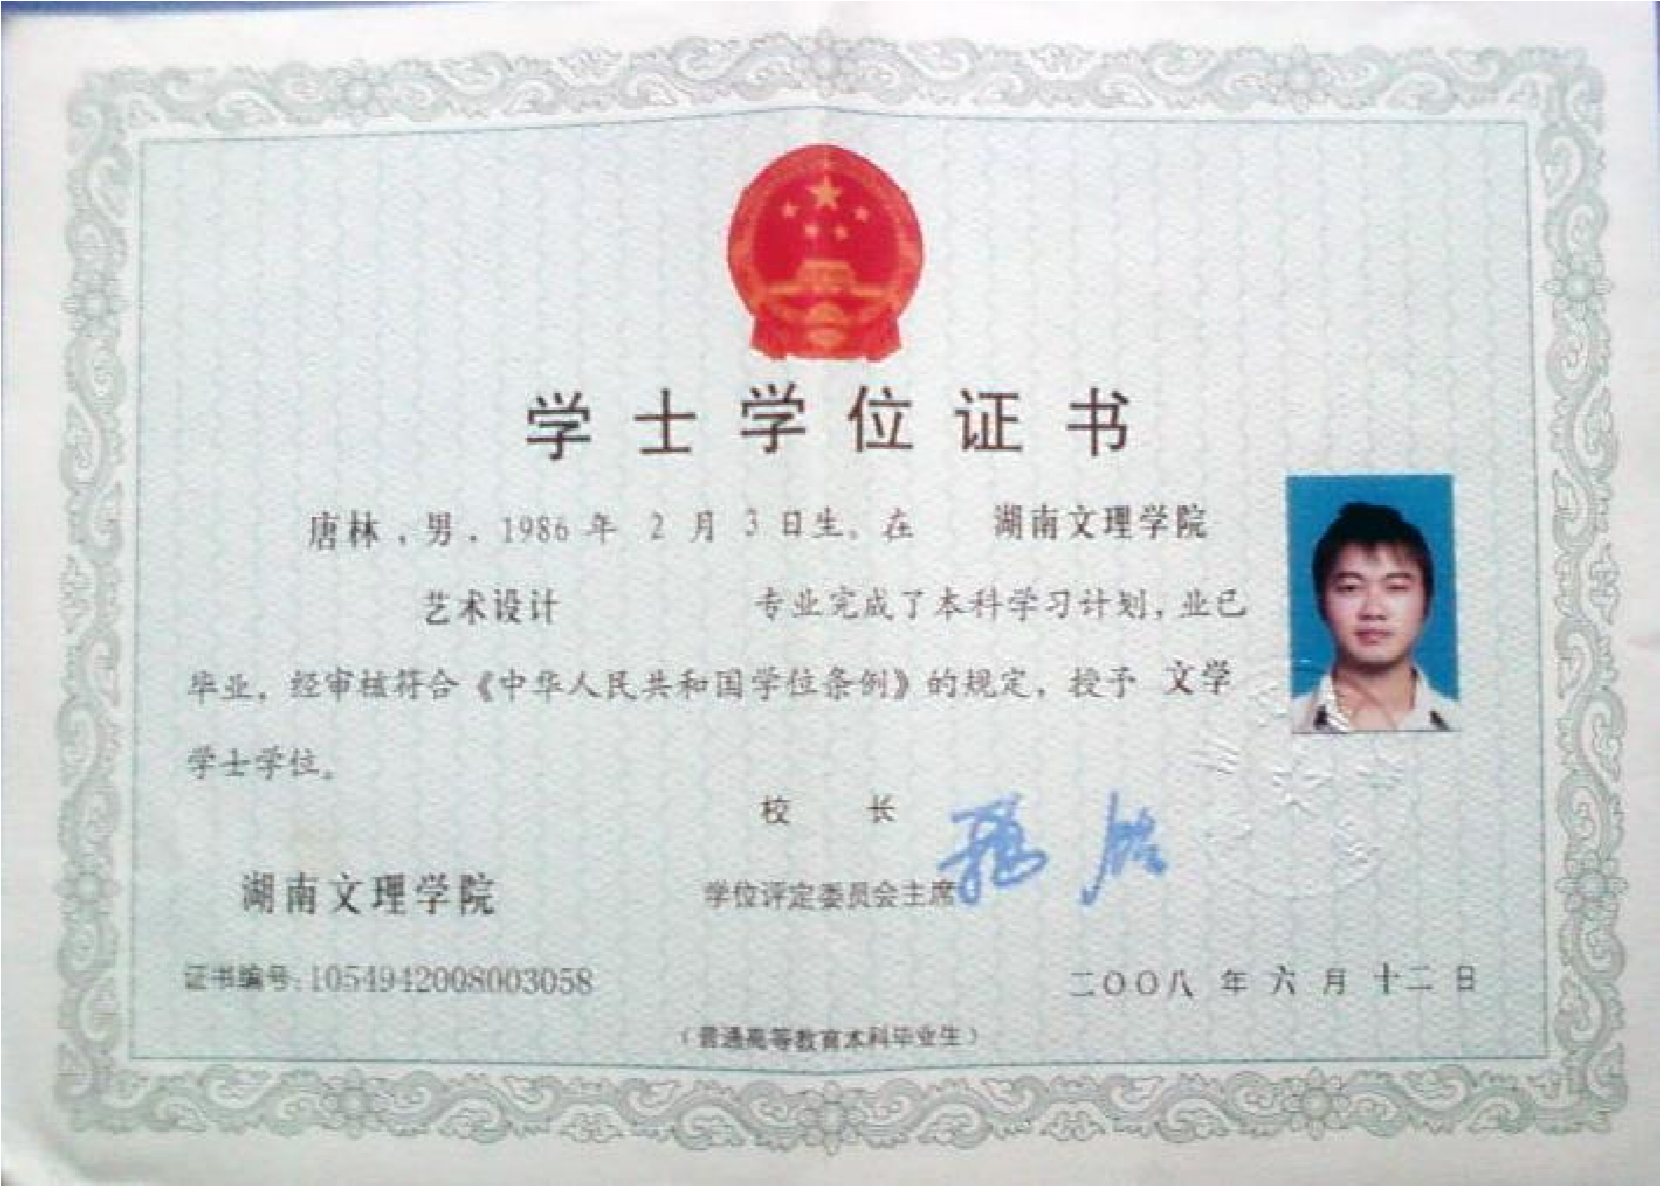 学士学位证书
唐林，男，1986年 2月 3日生。在 湖南文理学院
艺术设计 专业完成了本科学习计划，业已
毕业，经审核符合《中华人民共和国学位条例》的规定，授予 文学
学士学位。
校 长
湖南文理学院 学位评定委员会主席
证书编号:1054942008003058 二〇〇八 年 六 月 十二 日
（普通高等教育本科毕业生）